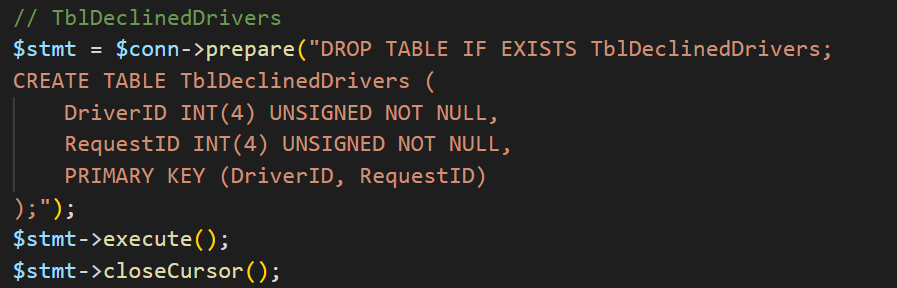 // TblDeclinedDrivers
$stmt = $conn->prepare("DROP TABLE IF EXISTS TblDeclinedDrivers;
CREATE TABLE TblDeclinedDrivers (
    DriverID INT(4) UNSIGNED NOT NULL,
    RequestID INT(4) UNSIGNED NOT NULL,
    PRIMARY KEY (DriverID, RequestID)
);");
$stmt->execute();
$stmt->closeCursor();